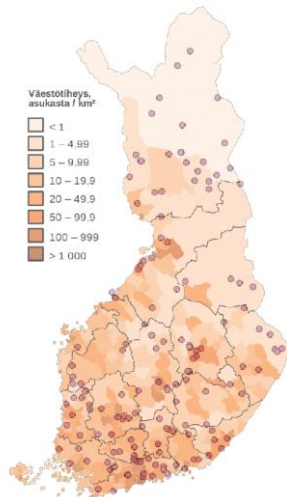 Väestötiheys,
asukasta / km²
< 1
1 – 4,99
5 – 9,99
10 – 19,9
20 – 49,9
50 – 99,9
100 – 999
> 1 000